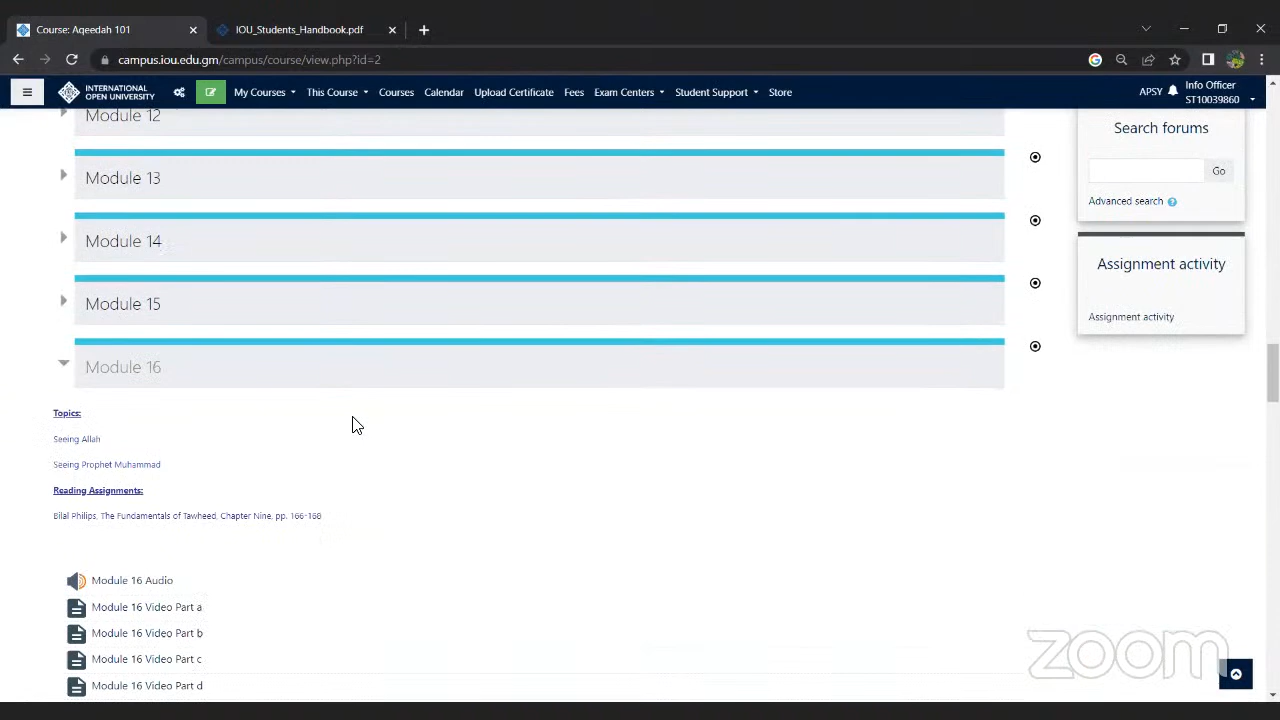 Course: Aqeedah 101
IOU_Students_Handbook.pdf
campus.iou.edu.gm/campus/course/view.php?id=2
INTERNATIONAL
OPEN UNIVERSITY
My Courses
This Course
Courses
Calendar
Upload Certificate
Fees
Exam Centers
Student Support
Store
APSY
Info Officer
ST10039860
Module 12
Module 13
Module 14
Module 15
Module 16
Topics:
Seeing Allah
Seeing Prophet Muhammad
Reading Assignments:
Bilal Philips, The Fundamentals of Tawheed, Chapter Nine, pp. 166-168
Module 16 Audio
Module 16 Video Part a
Module 16 Video Part b
Module 16 Video Part c
Module 16 Video Part d
Search forums
Go
Advanced search
Assignment activity
Assignment activity
zoom